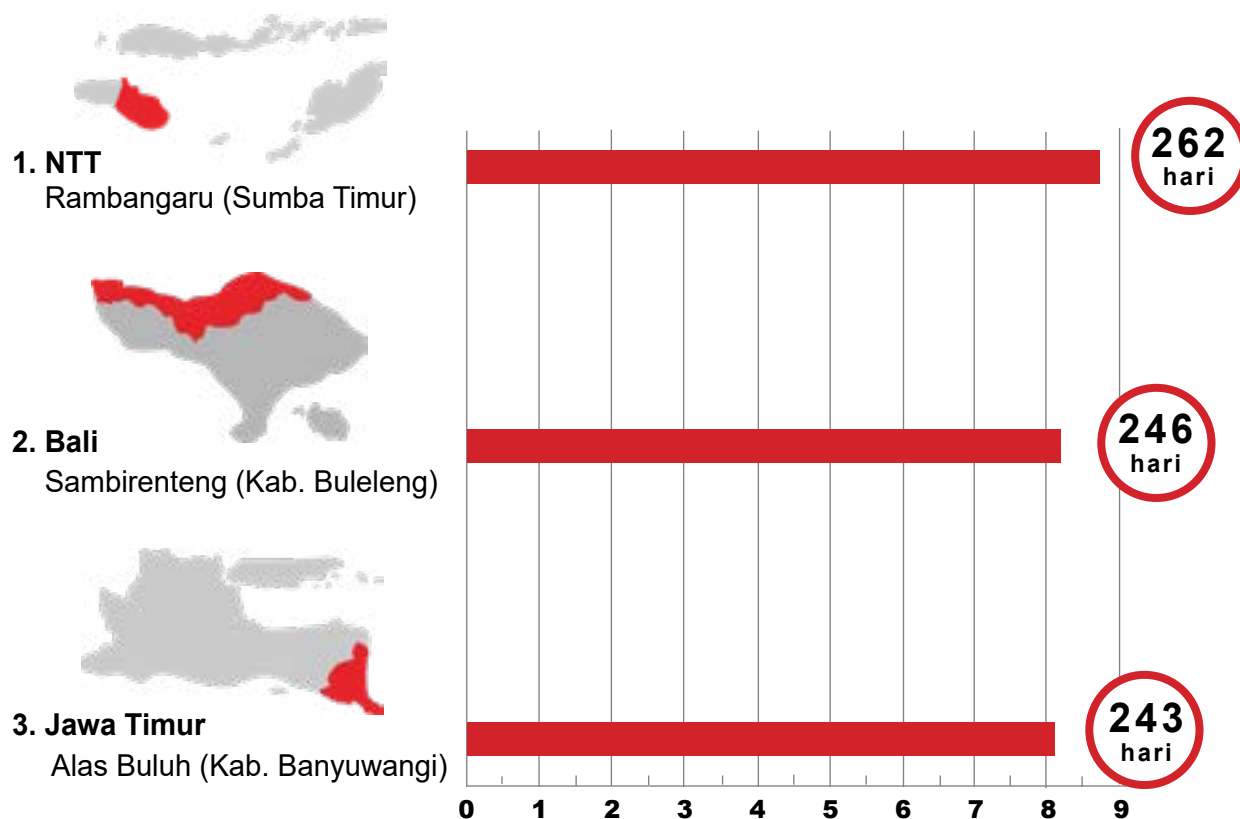 262
hari
1. NTT
Rambangaru (Sumba Timur)
246
hari
2. Bali
Sambirenteng (Kab. Buleleng)
243
hari
3. Jawa Timur
Alas Buluh (Kab. Banyuwangi)
0 1 2 3 4 5 6 7 8 9